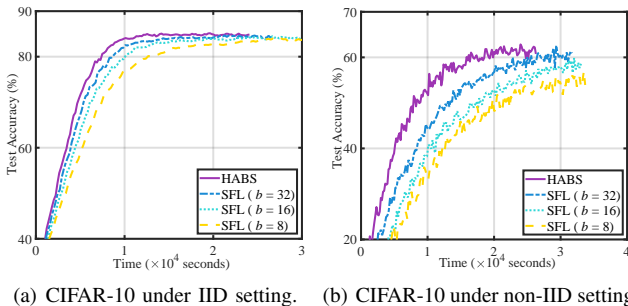 85
80
60
40
Test Accuracy (%)
0
1
2
3
Time (×10⁴ seconds)
HABS
SFL ( b = 32)
SFL ( b = 16)
SFL ( b = 8)
(a) CIFAR-10 under IID setting.
70
60
40
20
Test Accuracy (%)
0
1
2
3
4
Time (×10⁴ seconds)
HABS
SFL ( b = 32)
SFL ( b = 16)
SFL ( b = 8)
(b) CIFAR-10 under non-IID setting